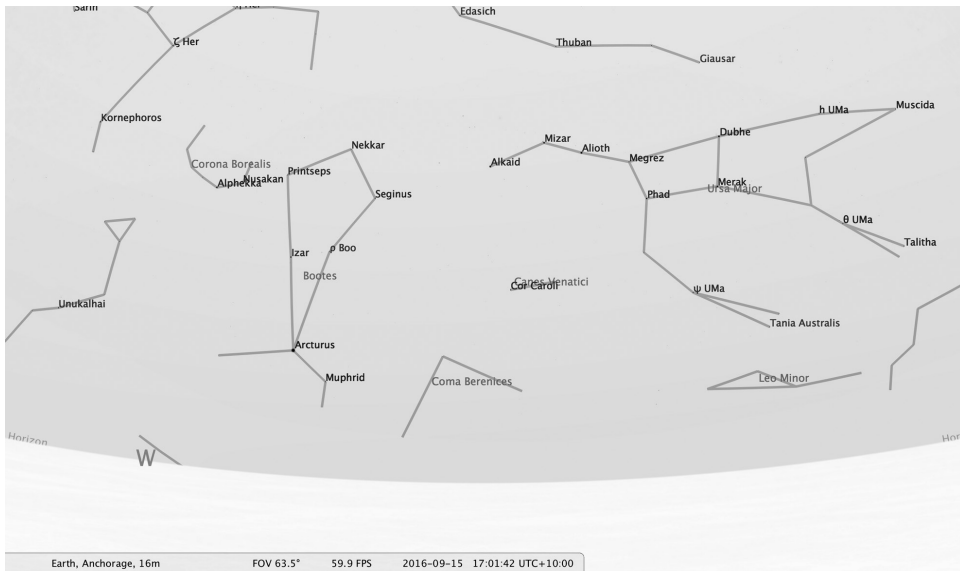 Sarin
η Her
Edasich
ζ Her
Thuban
Giausar
Kornephoros
Muscida
h UMa
Dubhe
Mizar
Alioth
Nekkar
Megrez
Alkaid
Corona Borealis
Printseps
Nusakan
Alphekka
Merak
Ursa Major
Seginus
Phad
θ UMa
Talitha
ρ Boo
Izar
Bootes
Canes Venatici
Cor Caroli
ψ UMa
Unukalhai
Tania Australis
Arcturus
Muphrid
Coma Berenices
Leo Minor
Horizon
Hor
W
Earth, Anchorage, 16m FOV 63.5° 59.9 FPS 2016-09-15 17:01:42 UTC+10:00